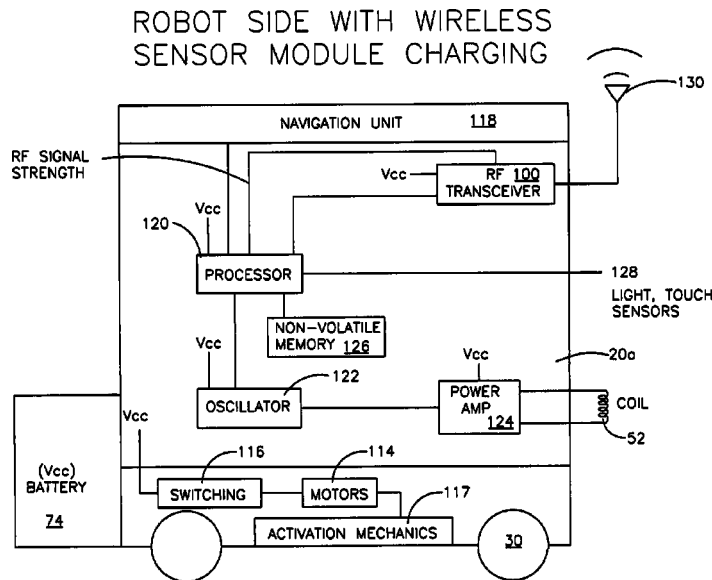 ROBOT SIDE WITH WIRELESS
SENSOR MODULE CHARGING
130
NAVIGATION UNIT 118
RF SIGNAL
STRENGTH
Vcc
RF 100
TRANSCEIVER
Vcc
120
PROCESSOR
128
LIGHT, TOUCH
SENSORS
NON-VOLATILE
MEMORY 126
Vcc
122
Vcc
20a
OSCILLATOR
POWER
AMP 124
COIL
52
Vcc
116
114
117
(Vcc)
BATTERY
74
SWITCHING
MOTORS
ACTIVATION MECHANICS
30